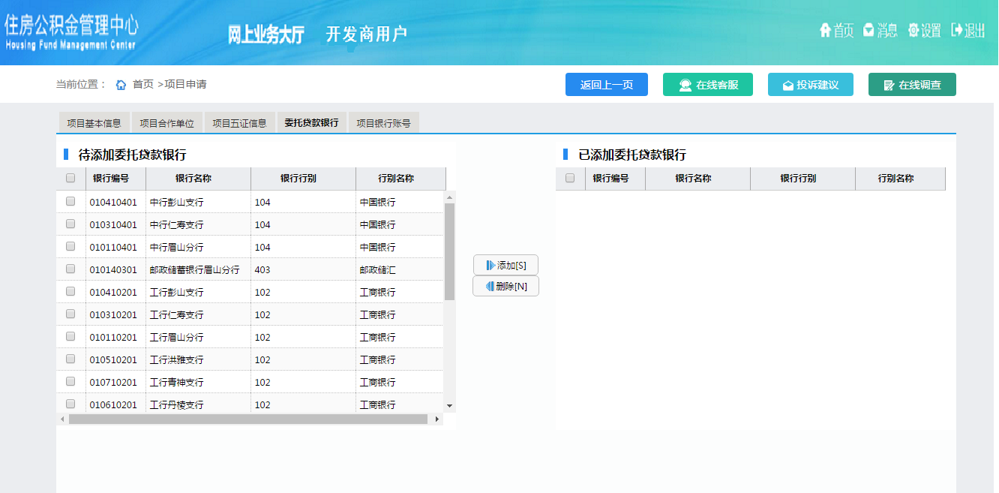 住房公积金管理中心
Housing Fund Management Center
网上业务大厅 开发商用户
首页 消息 设置 退出
当前位置： 首页 >项目申请
返回上一页 在线客服 投诉建议 在线调查
项目基本信息 项目合作单位 项目五证信息 委托贷款银行 项目银行账号
待添加委托贷款银行
银行编号 银行名称 银行行别 行别名称
010410401 中行彭山支行 104 中国银行
010310401 中行仁寿支行 104 中国银行
010110401 中行眉山分行 104 中国银行
010140301 邮政储蓄银行眉山分行 403 邮政储汇
010410201 工行彭山支行 102 工商银行
010310201 工行仁寿支行 102 工商银行
010110201 工行眉山分行 102 工商银行
010510201 工行洪雅支行 102 工商银行
010710201 工行青神支行 102 工商银行
010610201 工行丹棱支行 102 工商银行
添加[S]
删除[N]
已添加委托贷款银行
银行编号 银行名称 银行行别 行别名称